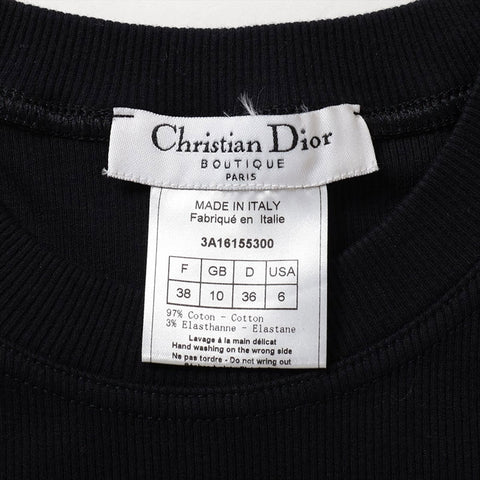 Christian Dior
BOUTIQUE
PARIS
MADE IN ITALY
Fabriqué en Italie
3A16155300
F GB D USA
38 10 36 6
97% Coton - Cotton
3% Elasthanne - Elastane
Lavage á la main délicat
Hand washing on the wrong side
Ne pas tordre - Do not wring out